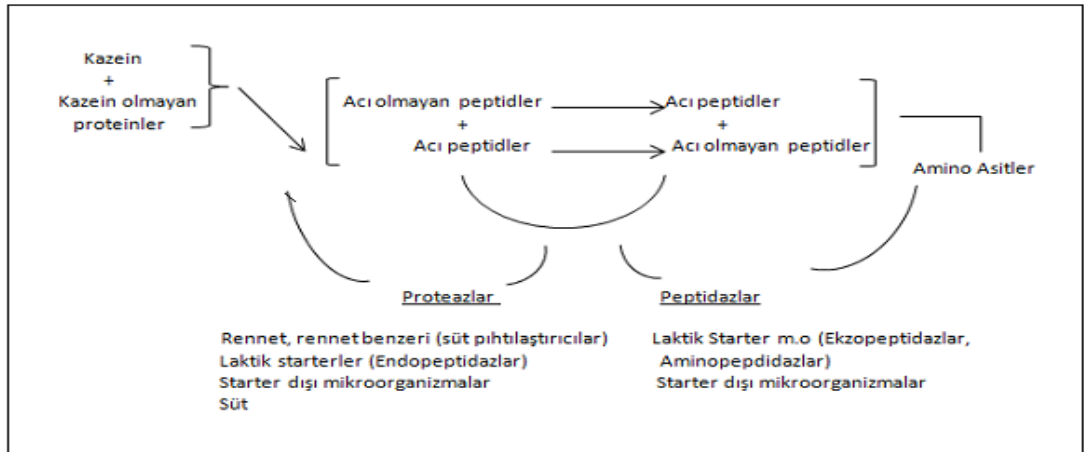 Kazein
+
Kazein olmayan
proteinler
Acı olmayan peptidler
+
Acı peptidler
Acı peptidler
+
Acı olmayan peptidler
Amino Asitler
Proteazlar
Rennet, rennet benzeri (süt pıhtılaştırıcılar)
Laktik starterler (Endopeptidazlar)
Starter dışı mikroorganizmalar
Süt
Peptidazlar
Laktik Starter m.o (Ekzopeptidazlar,
Aminopepdidazlar)
Starter dışı mikroorganizmalar